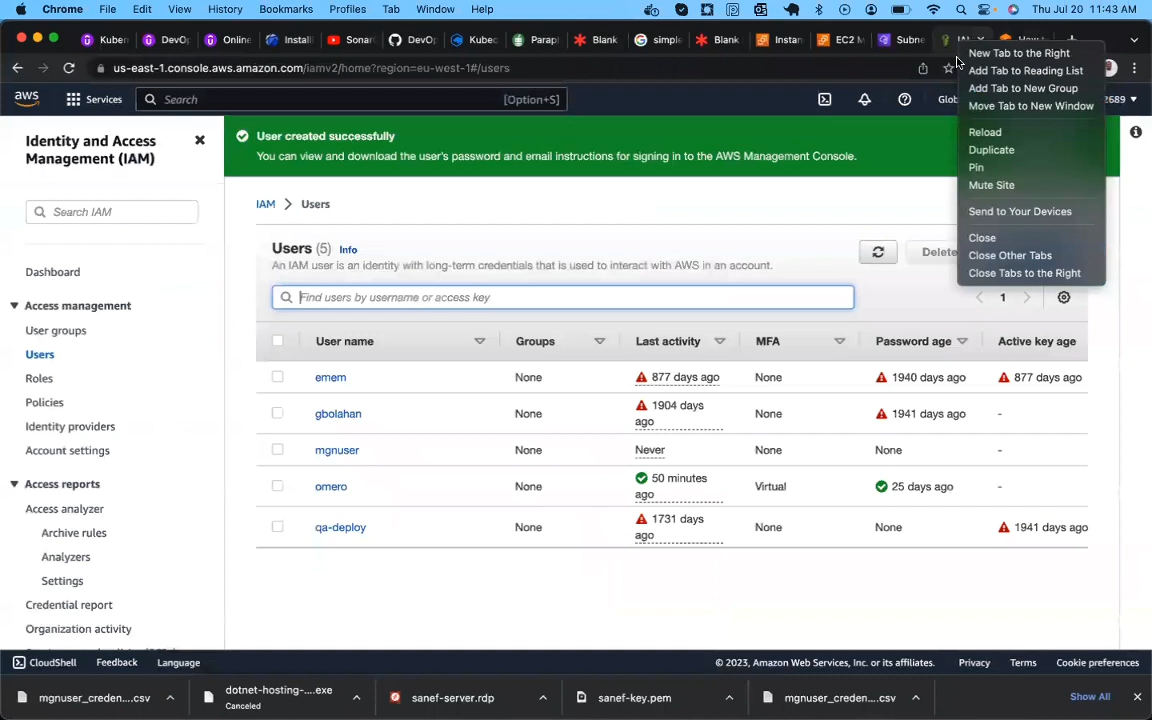 Chrome File Edit View History Bookmarks Profiles Tab Window Help Thu Jul 20 11:43 AM
Kuber DevO Online Install Sonar DevO Kubec Parap Blank simple Blank Instan EC2 M Subne
us-east-1.console.aws.amazon.com/iamv2/home?region=eu-west-1#/users
New Tab to the Right
Add Tab to Reading List
Add Tab to New Group
Move Tab to New Window
Reload
Duplicate
Pin
Mute Site
Send to Your Devices
Close
Close Other Tabs
Close Tabs to the Right
aws Services Search [Option+S] Glob 2689
Identity and Access
Management (IAM)
Search IAM
Dashboard
Access management
User groups
Users
Roles
Policies
Identity providers
Account settings
Access reports
Access analyzer
Archive rules
Analyzers
Settings
Credential report
Organization activity
User created successfully
You can view and download the user's password and email instructions for signing in to the AWS Management Console.
IAM > Users
Users (5) Info
An IAM user is an identity with long-term credentials that is used to interact with AWS in an account.
Delete
Find users by username or access key
1
User name Groups Last activity MFA Password age Active key age
emem None 877 days ago None 1940 days ago 877 days ago
gbolahan None 1904 days ago None 1941 days ago -
mgnuser None Never None None -
omero None 50 minutes ago Virtual 25 days ago -
qa-deploy None 1731 days ago None None 1941 days ago
CloudShell Feedback Language © 2023, Amazon Web Services, Inc. or its affiliates. Privacy Terms Cookie preferences
mgnuser_creden....csv
dotnet-hosting-....exe
Canceled
sanef-server.rdp
sanef-key.pem
mgnuser_creden....csv
Show All